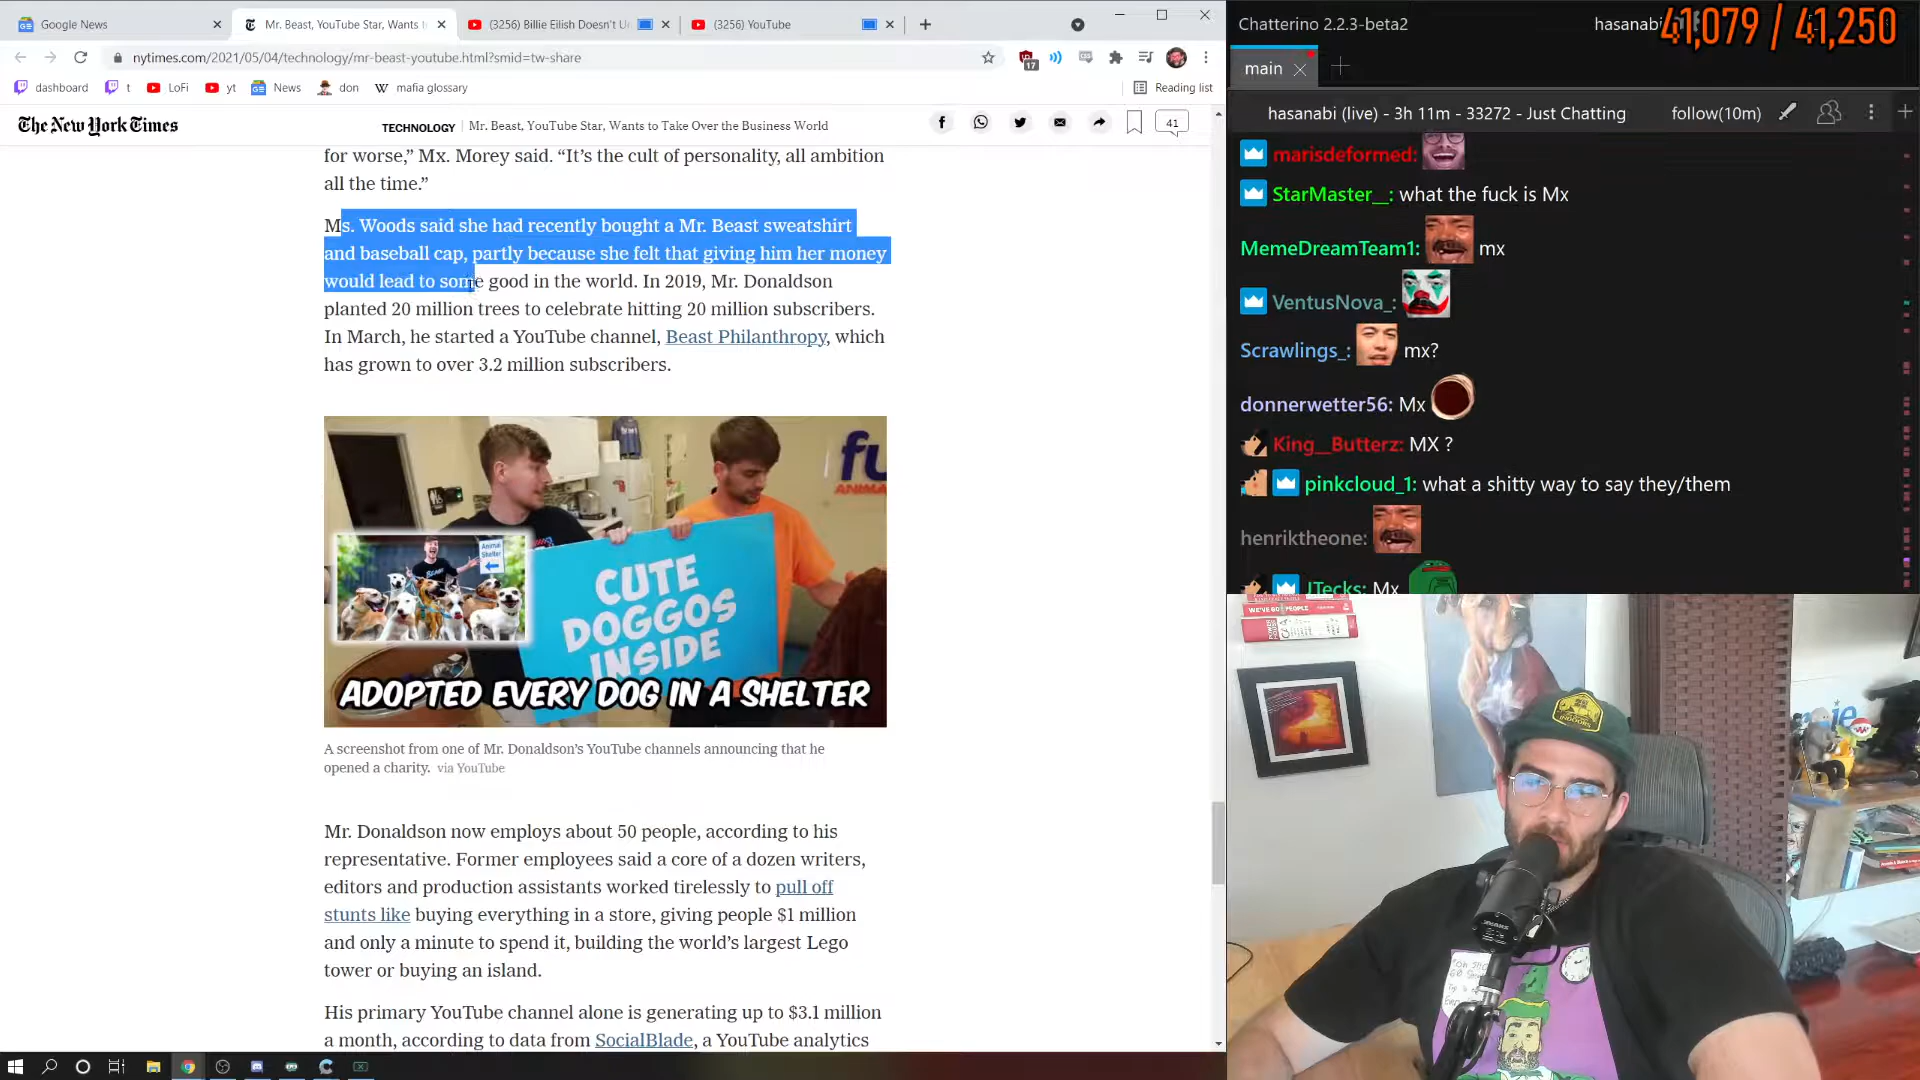 Google News
Mr. Beast, YouTube Star, Wants t
(3256) Billie Eilish Doesn't U
(3256) YouTube
nytimes.com/2021/05/04/technology/mr-beast-youtube.html?smid=tw-share
17
dashboard
t
LoFi
yt
News
don
mafia glossary
Reading list
The New York Times
TECHNOLOGY | Mr. Beast, YouTube Star, Wants to Take Over the Business World
41
for worse,” Mx. Morey said. “It’s the cult of personality, all ambition
all the time.”
Ms. Woods said she had recently bought a Mr. Beast sweatshirt
and baseball cap, partly because she felt that giving him her money
would lead to some good in the world. In 2019, Mr. Donaldson
planted 20 million trees to celebrate hitting 20 million subscribers.
In March, he started a YouTube channel, Beast Philanthropy, which
has grown to over 3.2 million subscribers.
fu
ANIMA
Animal
Shelter
CUTE
DOGGOS
INSIDE
ADOPTED EVERY DOG IN A SHELTER
A screenshot from one of Mr. Donaldson’s YouTube channels announcing that he
opened a charity. via YouTube
Mr. Donaldson now employs about 50 people, according to his
representative. Former employees said a core of a dozen writers,
editors and production assistants worked tirelessly to pull off
stunts like buying everything in a store, giving people $1 million
and only a minute to spend it, building the world’s largest Lego
tower or buying an island.
His primary YouTube channel alone is generating up to $3.1 million
a month, according to data from SocialBlade, a YouTube analytics
Chatterino 2.2.3-beta2
hasanabi
41,079 / 41,250
main
hasanabi (live) - 3h 11m - 33272 - Just Chatting
follow(10m)
marisdeformed:
StarMaster__: what the fuck is Mx
MemeDreamTeam1: mx
VentusNova_:
Scrawlings_: mx?
donnerwetter56: Mx
King__Butterz: MX ?
pinkcloud_1: what a shitty way to say they/them
henriktheone:
JTecks: Mx
WE'VE GOT PEOPLE